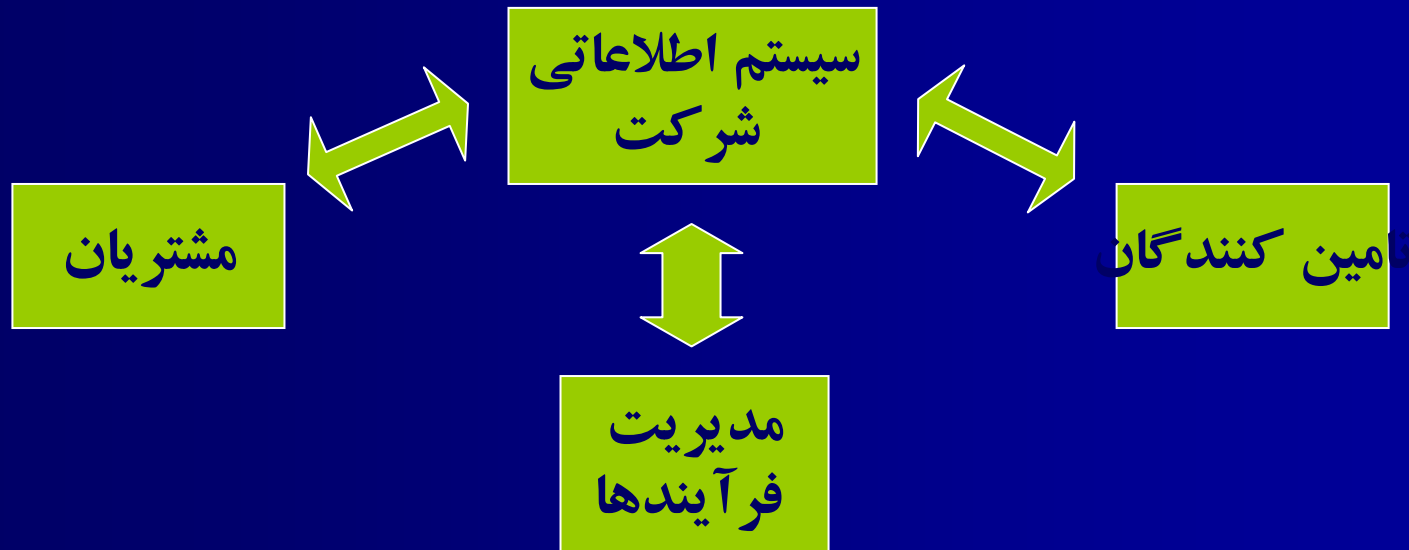 سیستم اطلاعاتی
شرکت
تامین کنندگان
مشتریان
مدیریت
فرآیندها